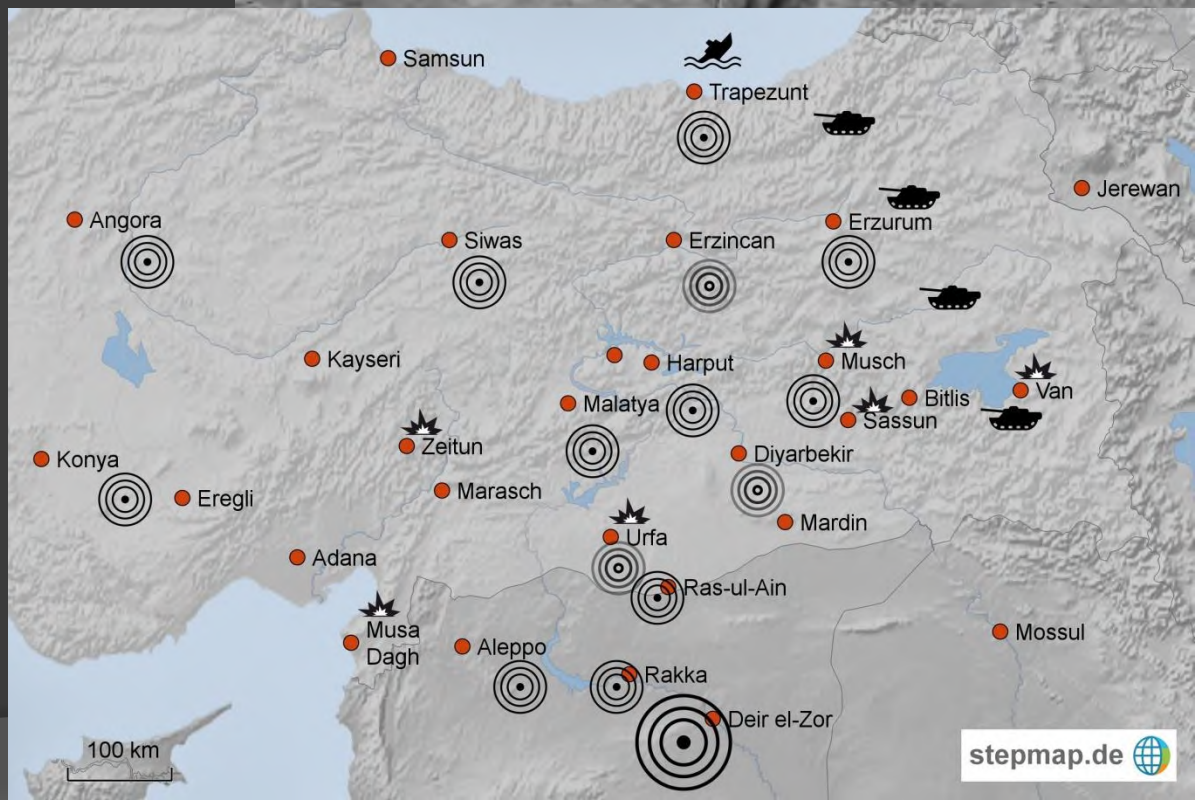 Samsun
Trapezunt
Jerewan
Angora
Siwas
Erzincan
Erzurum
Kayseri
Harput
Musch
Malatya
Bitlis
Van
Sassun
Zeitun
Diyarbekir
Konya
Eregli
Marasch
Mardin
Urfa
Adana
Ras-ul-Ain
Musa
Dagh
Aleppo
Mossul
Rakka
Deir el-Zor
100 km
stepmap.de